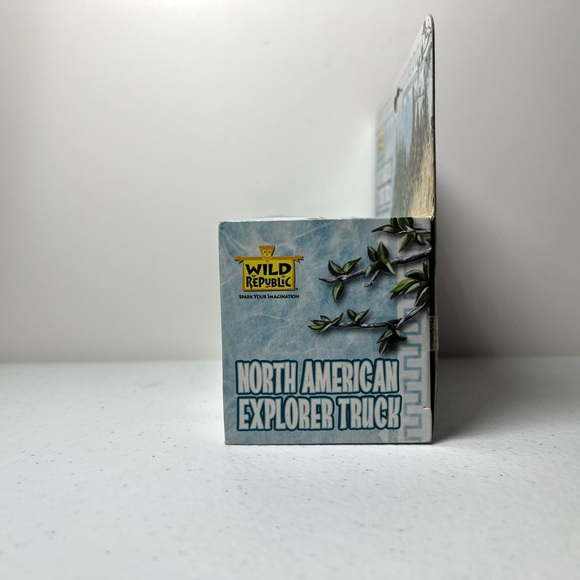 WILD
REPUBLIC
SPARK YOUR IMAGINATION
NORTH AMERICAN
EXPLORER TRUCK